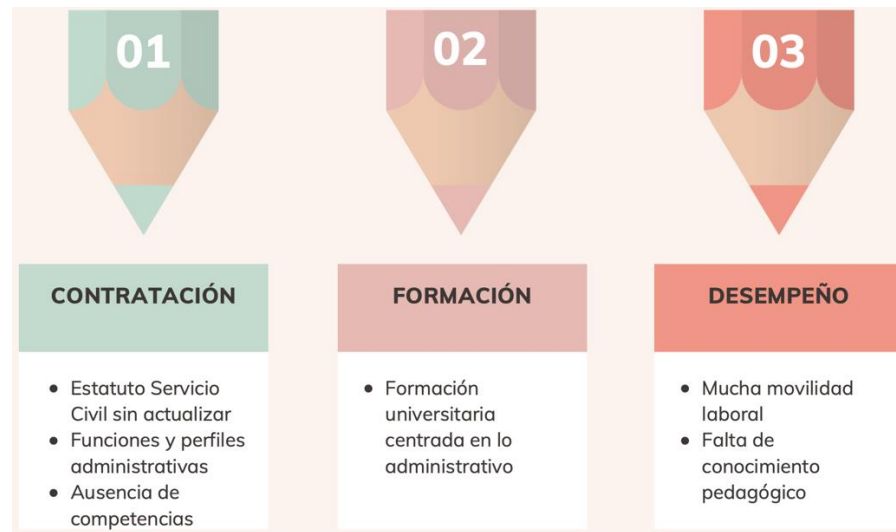 01
CONTRATACIÓN
• Estatuto Servicio
Civil sin actualizar
• Funciones y perfiles
administrativas
• Ausencia de
competencias
02
FORMACIÓN
• Formación
universitaria
centrada en lo
administrativo
03
DESEMPEÑO
• Mucha movilidad
laboral
• Falta de
conocimiento
pedagógico